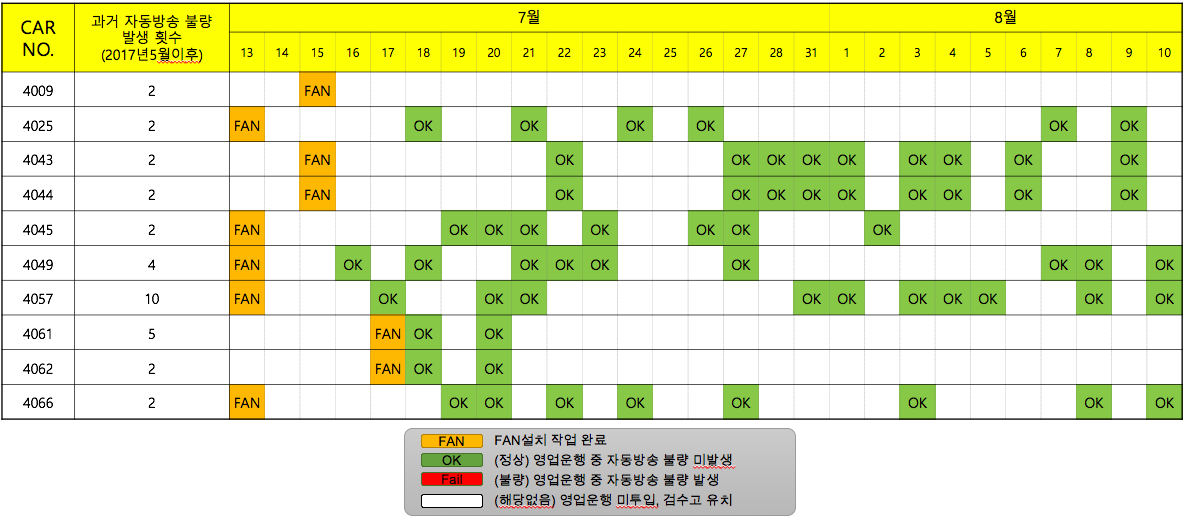 CAR
NO.
과거 자동방송 불량
발생 횟수
(2017년5월이후)
7월 8월
13 14 15 16 17 18 19 20 21 22 23 24 25 26 27 28 31 1 2 3 4 5 6 7 8 9 10
4009 2 FAN
4025 2 FAN OK OK OK OK OK OK
4043 2 FAN OK OK OK OK OK OK OK OK OK
4044 2 FAN OK OK OK OK OK OK OK OK OK
4045 2 FAN OK OK OK OK OK OK OK
4049 4 FAN OK OK OK OK OK OK OK OK OK
4057 10 FAN OK OK OK OK OK OK OK OK OK OK
4061 5 FAN OK OK
4062 2 FAN OK OK
4066 2 FAN OK OK OK OK OK OK OK OK
FAN FAN설치 작업 완료
OK (정상) 영업운행 중 자동방송 불량 미발생
Fail (불량) 영업운행 중 자동방송 불량 발생
(해당없음) 영업운행 미투입, 검수고 유치